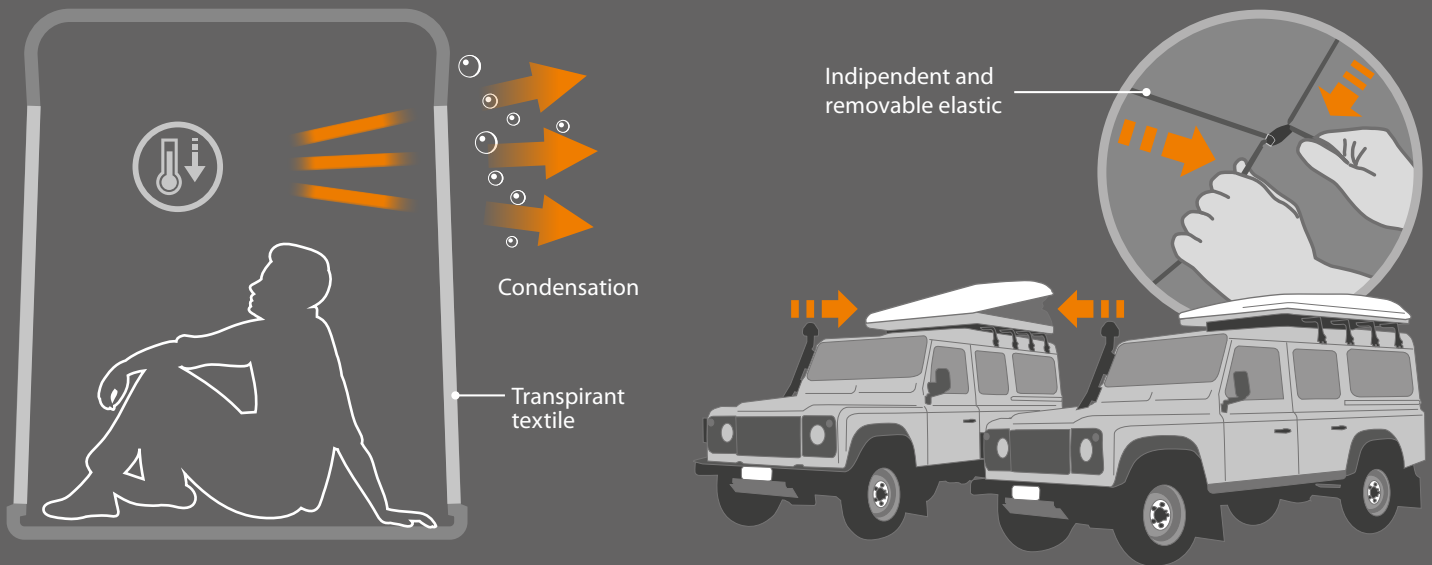 Condensation
Transpirant
textile
Indipendent and
removable elastic